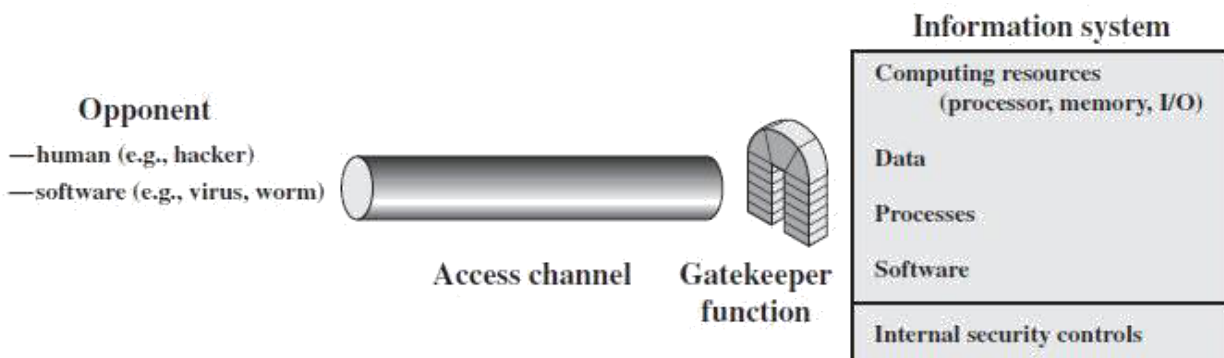 Information system
Computing resources
(processor, memory, I/O)
Data
Processes
Software
Internal security controls
Opponent
—human (e.g., hacker)
—software (e.g., virus, worm)
Access channel
Gatekeeper
function